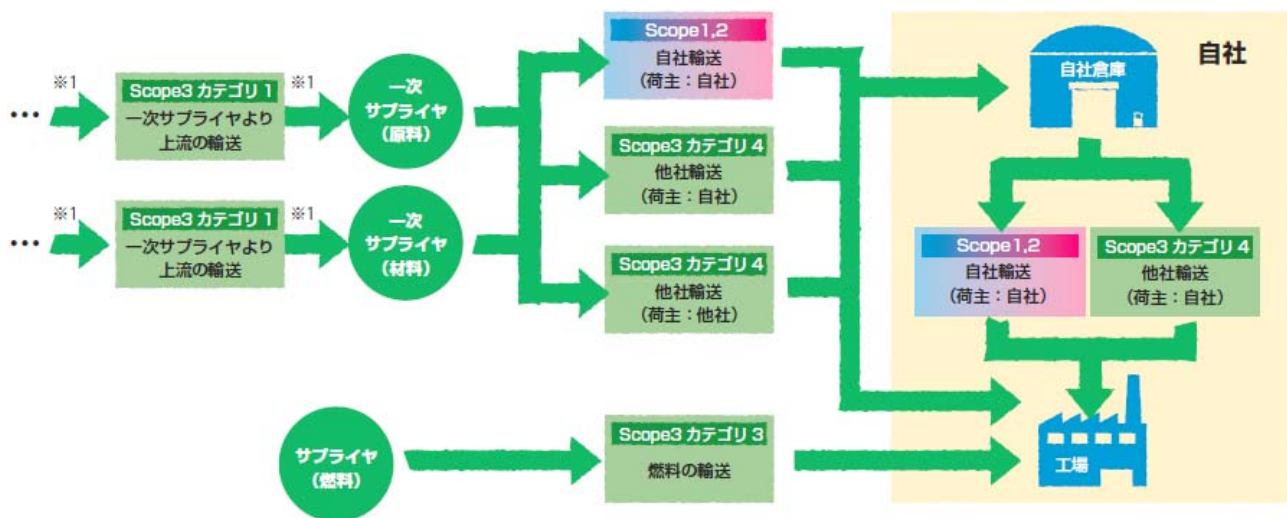 ※1
Scope3 カテゴリ 1
一次サプライヤより
上流の輸送
※1
一次
サプライヤ
(原料)
※1
Scope3 カテゴリ 1
一次サプライヤより
上流の輸送
※1
一次
サプライヤ
(材料)
サプライヤ
(燃料)
Scope1,2
自社輸送
(荷主:自社)
Scope3 カテゴリ 4
他社輸送
(荷主:自社)
Scope3 カテゴリ 4
他社輸送
(荷主:他社)
Scope3 カテゴリ 3
燃料の輸送
自社
自社倉庫
Scope1,2
自社輸送
(荷主:自社)
Scope3 カテゴリ 4
他社輸送
(荷主:自社)
工場